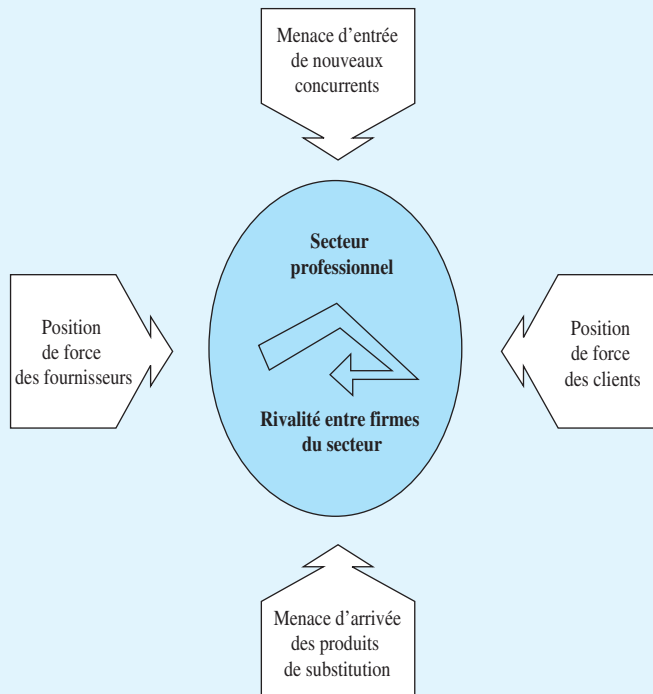 Menace d'entrée
de nouveaux
concurrents
Secteur
professionnel
Position
de force
des fournisseurs
Position
de force
des clients
Rivalité entre firmes
du secteur
Menace d'arrivée
des produits
de substitution